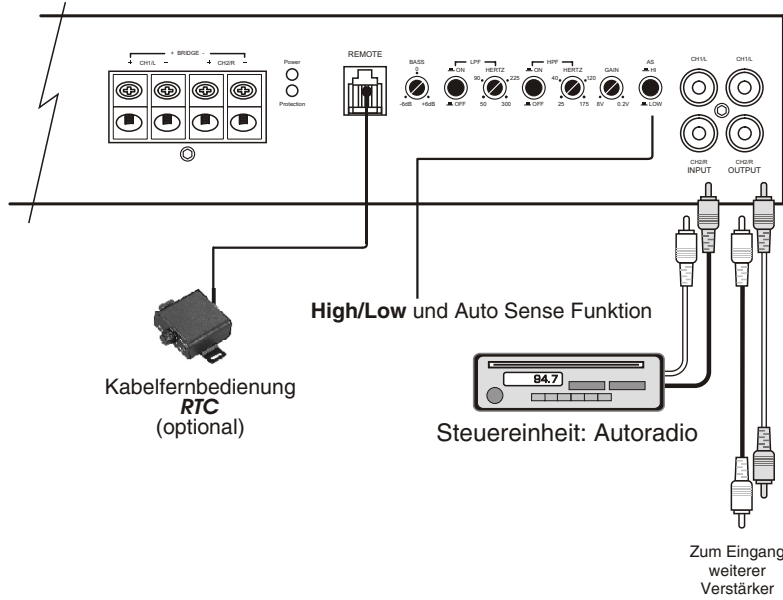 + BRIDGE -
+ CH1/L - + CH2/R -
Power
Protection
REMOTE
BASS
0
-6dB +6dB
LPF
ON HERTZ
90 225
OFF 50 300
HPF
ON HERTZ
40 120
OFF 25 175
GAIN
8V 0.2V
AS
HI
LOW
CH1/L CH1/L
CH2/R CH2/R
INPUT OUTPUT
High/Low und Auto Sense Funktion
94.7
Kabelfernbedienung
RTC
(optional)
Steuereinheit: Autoradio
Zum Eingang
weiterer
Verstärker